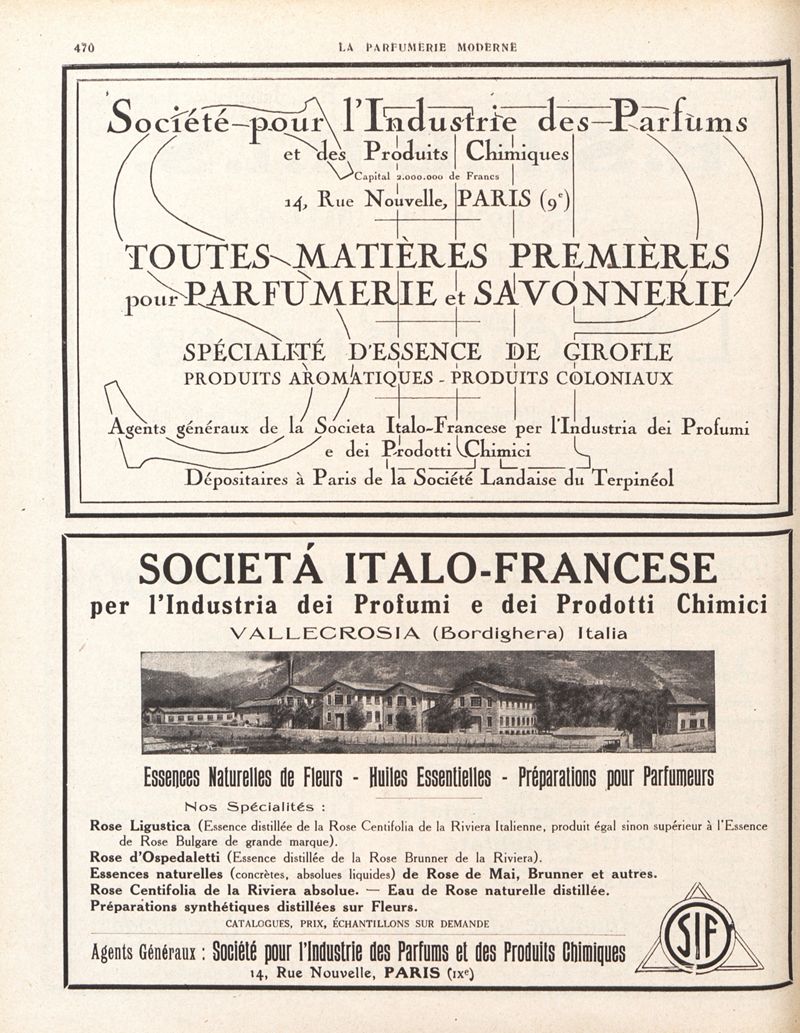 470
LA PARFUMERIE MODERNE
Société pour l'Industrie des Parfums
et des Produits Chimiques
Capital 2.000.000 de Francs
14, Rue Nouvelle, PARIS (9e)
TOUTES MATIÈRES PREMIÈRES
pour PARFUMERIE et SAVONNERIE
SPÉCIALITÉ D'ESSENCE DE GIROFLE
PRODUITS AROMATIQUES - PRODUITS COLONIAUX
Agents généraux de la Societa Italo-Francese per l'Industria dei Profumi
e dei Prodotti Chimici
Dépositaires à Paris de la Société Landaise du Terpinéol
SOCIETÁ ITALO-FRANCESE
per l'Industria dei Profumi e dei Prodotti Chimici
VALLECROSIA (Bordighera) Italia
Essences Naturelles de Fleurs - Huiles Essentielles - Préparations pour Parfumeurs
Nos Spécialités :
Rose Ligustica (Essence distillée de la Rose Centifolia de la Riviera Italienne, produit égal sinon supérieur à l'Essence
de Rose Bulgare de grande marque).
Rose d'Ospedaletti (Essence distillée de la Rose Brunner de la Riviera).
Essences naturelles (concrètes, absolues liquides) de Rose de Mai, Brunner et autres.
Rose Centifolia de la Riviera absolue. — Eau de Rose naturelle distillée.
Préparations synthétiques distillées sur Fleurs.
CATALOGUES, PRIX, ÉCHANTILLONS SUR DEMANDE
Agents Généraux : Société pour l'Industrie des Parfums et des Produits Chimiques
14, Rue Nouvelle, PARIS (IXe)
SIF